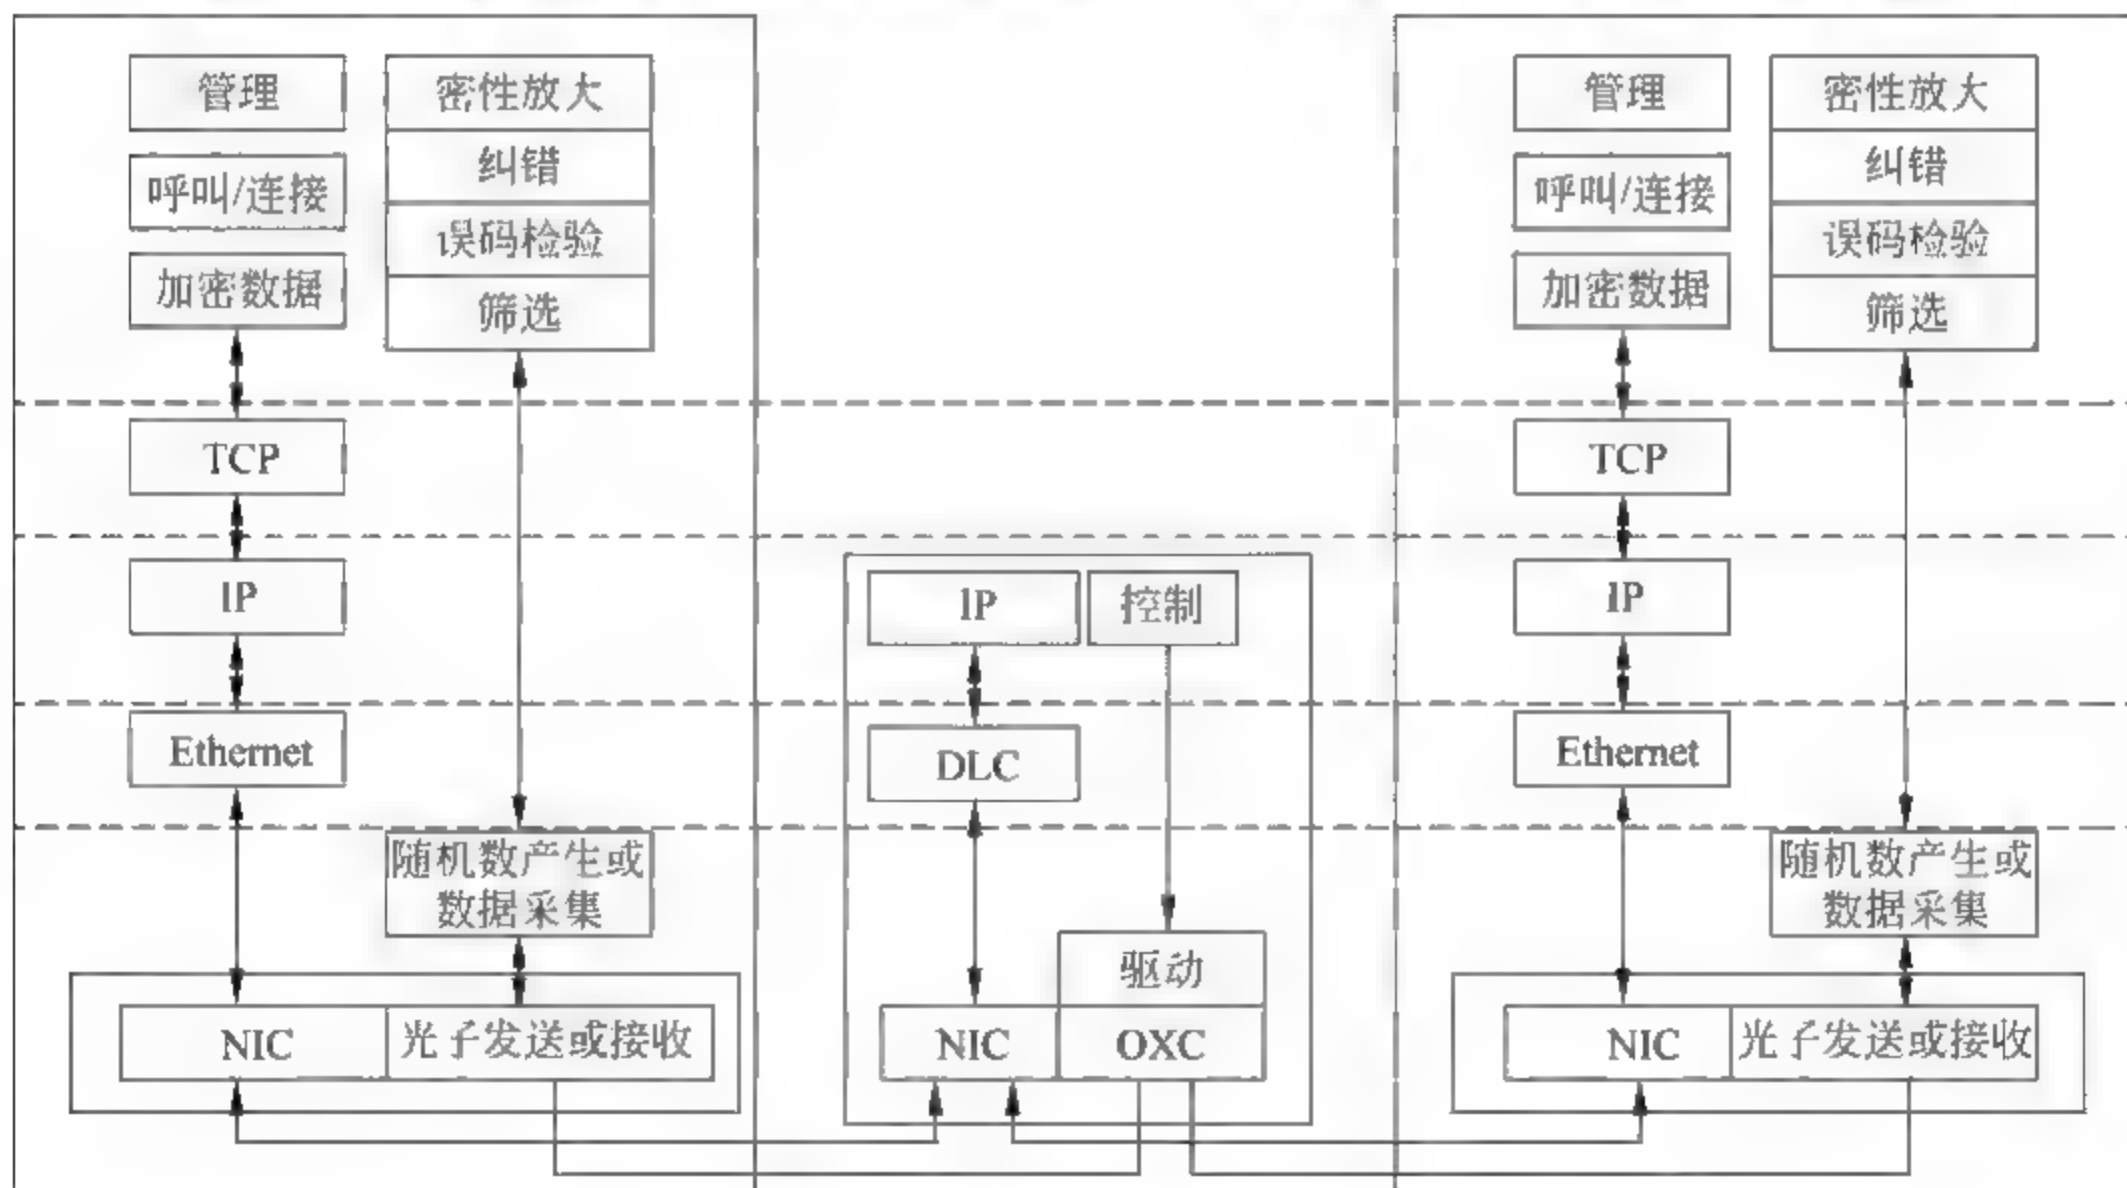 管理
呼叫/连接
加密数据
TCP
IP
Ethernet
NIC
密性放大
纠错
误码检验
筛选
随机数产生或
数据采集
光子发送或接收
IP
控制
DLC
驱动
NIC
OXC
管理
呼叫/连接
加密数据
TCP
IP
Ethernet
NIC
密性放大
纠错
误码检验
筛选
随机数产生或
数据采集
光子发送或接收